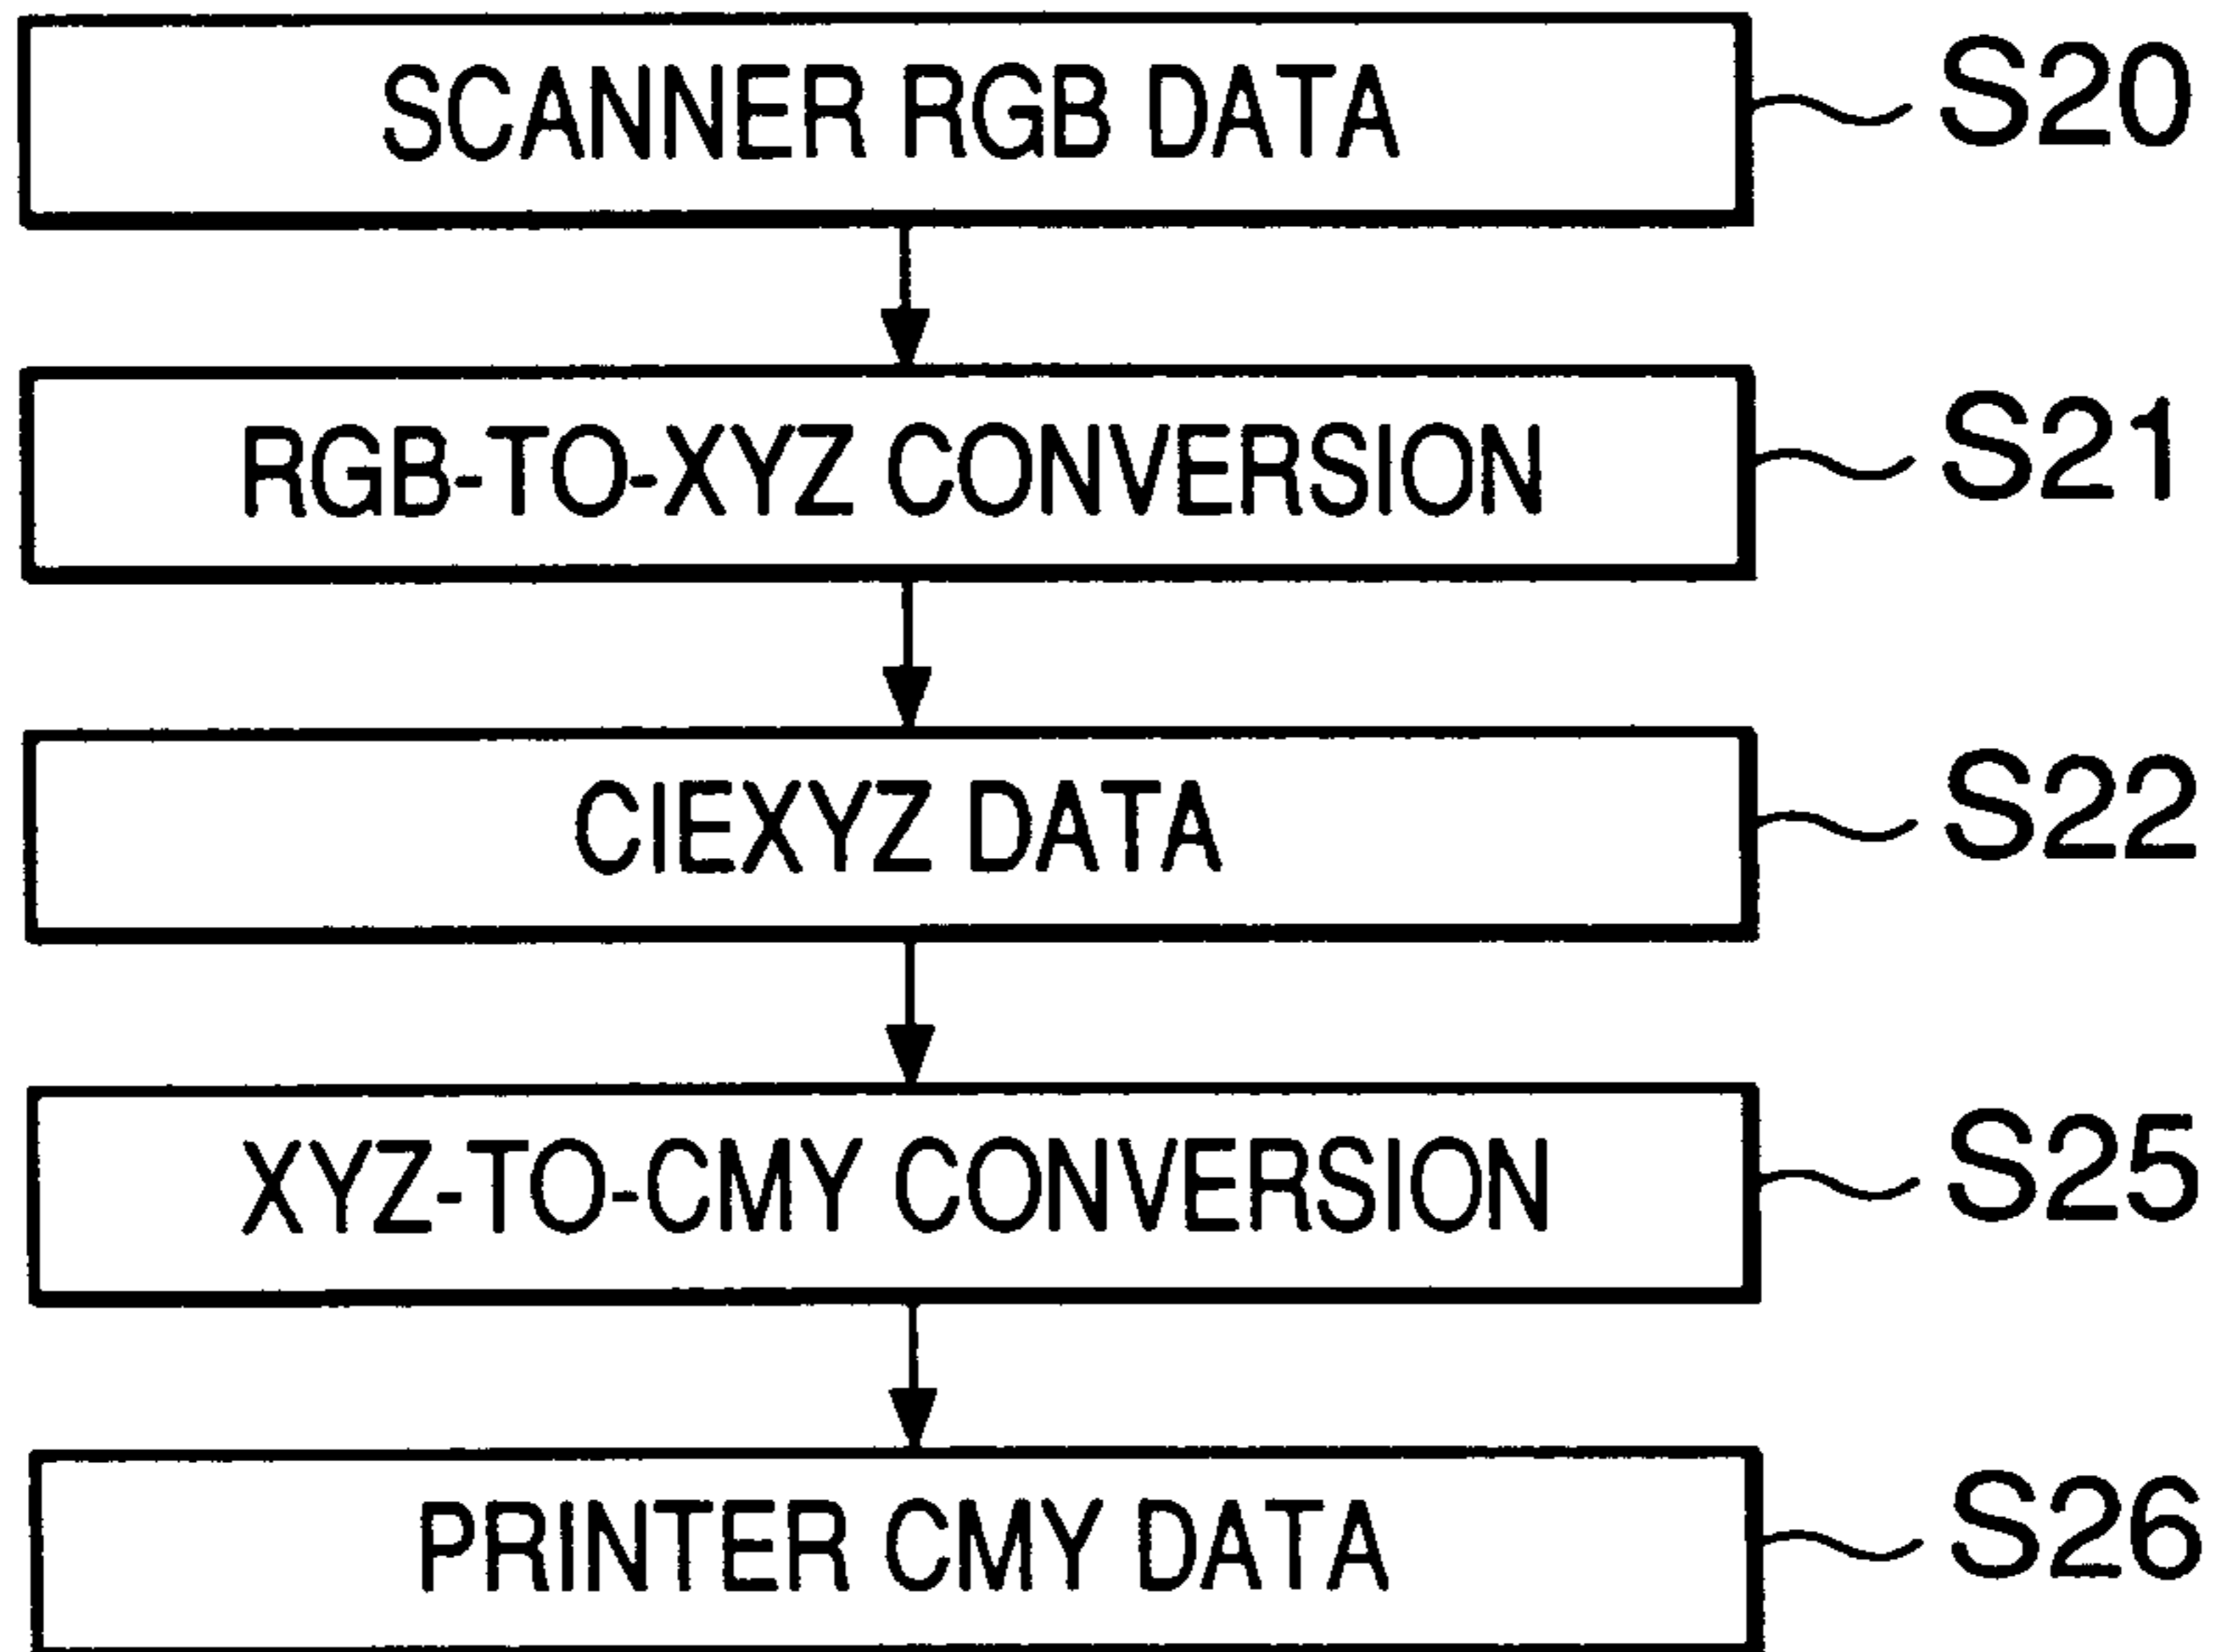 SCANNER RGB DATA S20
RGB-TO-XYZ CONVERSION S21
CIEXYZ DATA S22
XYZ-TO-CMY CONVERSION S25
PRINTER CMY DATA S26